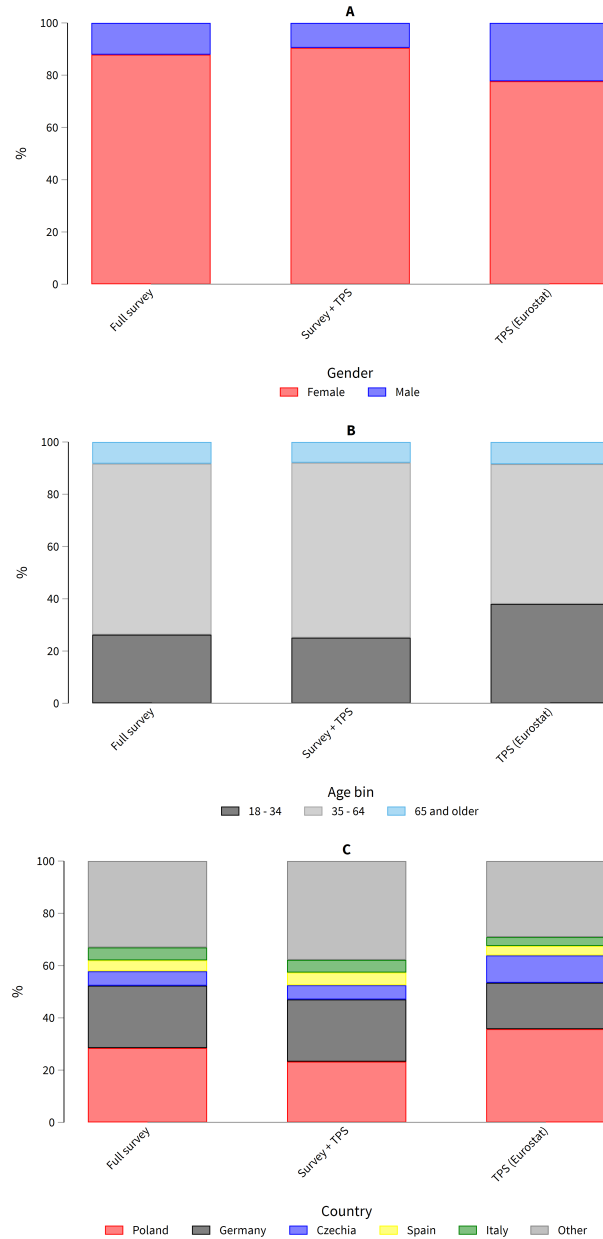 A
100
80
60
40
20
0
%
Full survey
Survey + TPS
TPS (Eurostat)
Gender
Female
Male
B
100
80
60
40
20
0
%
Full survey
Survey + TPS
TPS (Eurostat)
Age bin
18 - 34
35 - 64
65 and older
C
100
80
60
40
20
0
%
Full survey
Survey + TPS
TPS (Eurostat)
Country
Poland
Germany
Czechia
Spain
Italy
Other